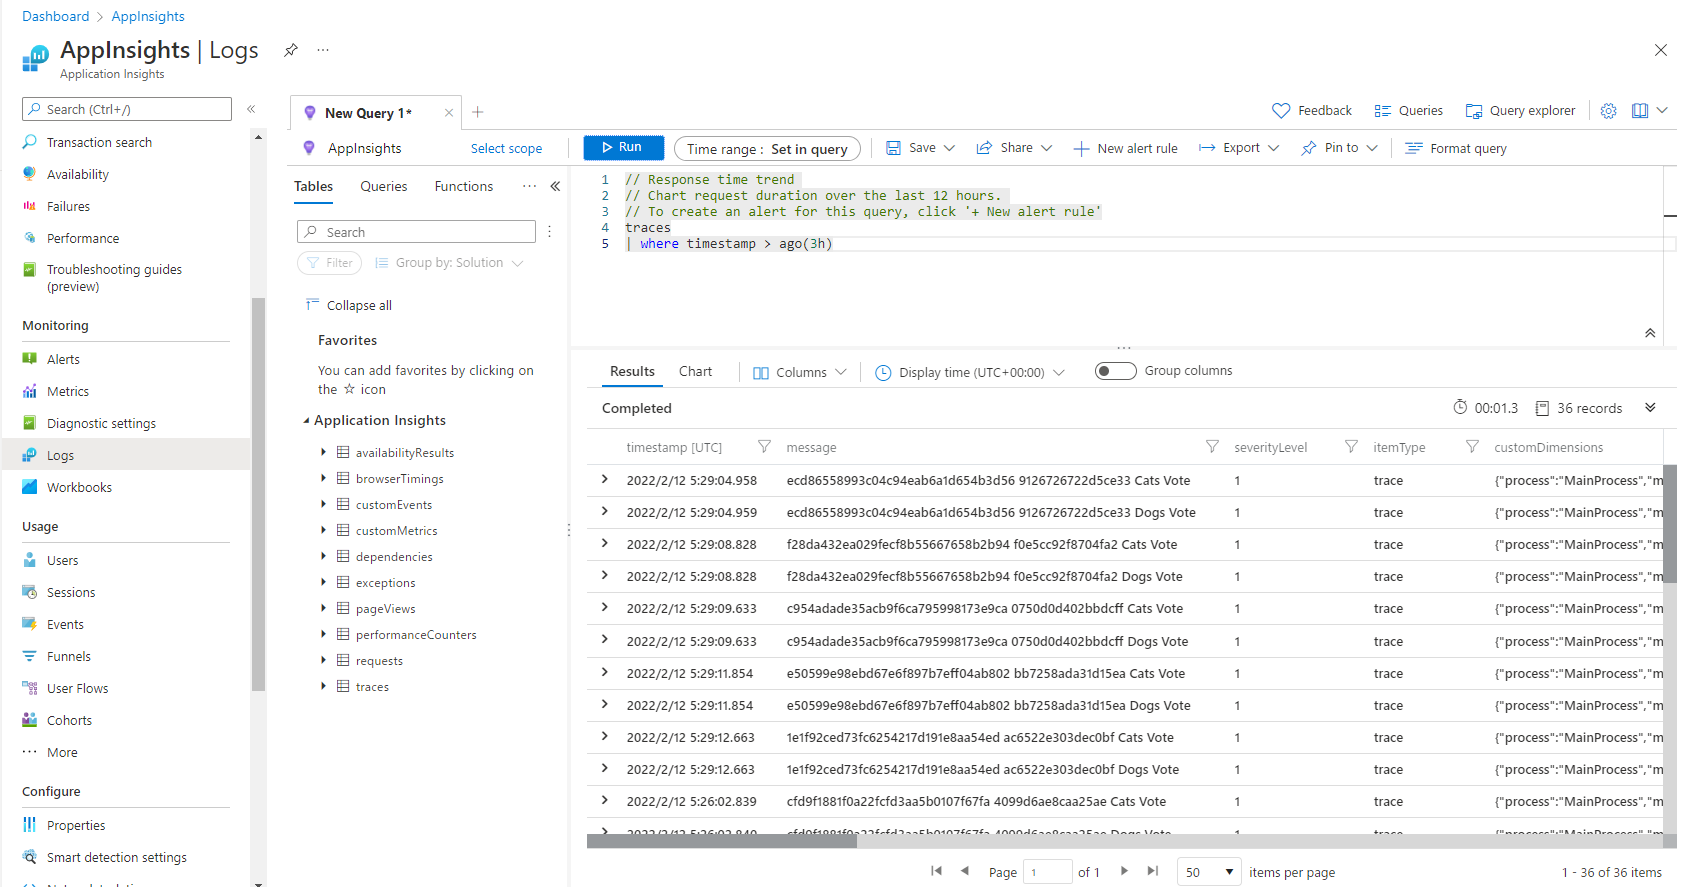 Dashboard > AppInsights
AppInsights | Logs
Application Insights
Search (Ctrl+/)
Transaction search
Availability
Failures
Performance
Troubleshooting guides
(preview)
Monitoring
Alerts
Metrics
Diagnostic settings
Logs
Workbooks
Usage
Users
Sessions
Events
Funnels
User Flows
Cohorts
More
Configure
Properties
Smart detection settings
New Query 1*
Feedback
Queries
Query explorer
AppInsights
Select scope
Run
Time range : Set in query
Save
Share
New alert rule
Export
Pin to
Format query
Tables
Queries
Functions
Search
Filter
Group by: Solution
Collapse all
Favorites
You can add favorites by clicking on
the ☆ icon
Application Insights
availabilityResults
browserTimings
customEvents
customMetrics
dependencies
exceptions
pageViews
performanceCounters
requests
traces
1 // Response time trend
2 // Chart request duration over the last 12 hours.
3 // To create an alert for this query, click '+ New alert rule'
4 traces
5 | where timestamp > ago(3h)
Results
Chart
Columns
Display time (UTC+00:00)
Group columns
Completed
00:01.3
36 records
timestamp [UTC] message severityLevel itemType customDimensions
2022/2/12 5:29:04.958 ecd86558993c04c94eab6a1d654b3d56 9126726722d5ce33 Cats Vote 1 trace {"process":"MainProcess","m
2022/2/12 5:29:04.959 ecd86558993c04c94eab6a1d654b3d56 9126726722d5ce33 Dogs Vote 1 trace {"process":"MainProcess","m
2022/2/12 5:29:08.828 f28da432ea029fecf8b55667658b2b94 f0e5cc92f8704fa2 Cats Vote 1 trace {"process":"MainProcess","m
2022/2/12 5:29:08.828 f28da432ea029fecf8b55667658b2b94 f0e5cc92f8704fa2 Dogs Vote 1 trace {"process":"MainProcess","m
2022/2/12 5:29:09.633 c954adade35acb9f6ca795998173e9ca 0750d0d402bbdcff Cats Vote 1 trace {"process":"MainProcess","m
2022/2/12 5:29:09.633 c954adade35acb9f6ca795998173e9ca 0750d0d402bbdcff Dogs Vote 1 trace {"process":"MainProcess","m
2022/2/12 5:29:11.854 e50599e98ebd67e6f897b7eff04ab802 bb7258ada31d15ea Cats Vote 1 trace {"process":"MainProcess","m
2022/2/12 5:29:11.854 e50599e98ebd67e6f897b7eff04ab802 bb7258ada31d15ea Dogs Vote 1 trace {"process":"MainProcess","m
2022/2/12 5:29:12.663 1e1f92ced73fc6254217d191e8aa54ed ac6522e303dec0bf Cats Vote 1 trace {"process":"MainProcess","m
2022/2/12 5:29:12.663 1e1f92ced73fc6254217d191e8aa54ed ac6522e303dec0bf Dogs Vote 1 trace {"process":"MainProcess","m
2022/2/12 5:26:02.839 cfd9f1881f0a22fcfd3aa5b0107f67fa 4099d6ae8caa25ae Cats Vote 1 trace {"process":"MainProcess","m
2022/2/12 5:26:02.840 cfd9f1881f0a22fcfd3aa5b0107f67fa 4099d6ae8caa25ae Dogs Vote 1 trace {"process":"MainProcess","m
Page 1 of 1
50 items per page
1 - 36 of 36 items